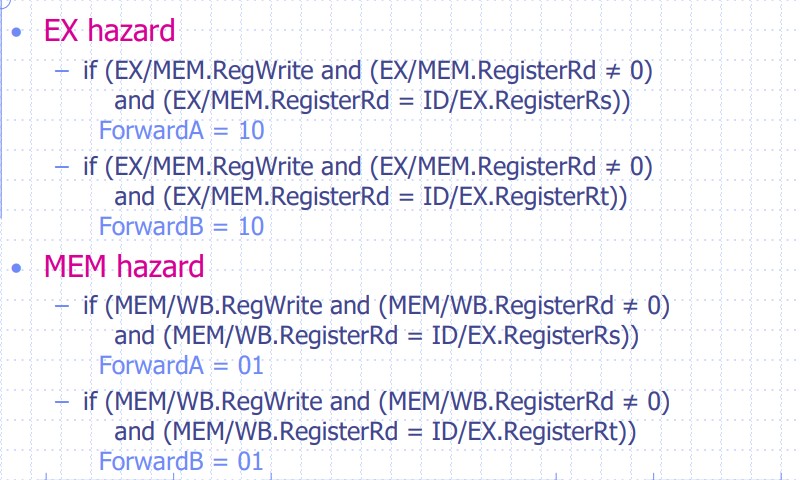 • EX hazard
– if (EX/MEM.RegWrite and (EX/MEM.RegisterRd ≠ 0)
and (EX/MEM.RegisterRd = ID/EX.RegisterRs))
ForwardA = 10
– if (EX/MEM.RegWrite and (EX/MEM.RegisterRd ≠ 0)
and (EX/MEM.RegisterRd = ID/EX.RegisterRt))
ForwardB = 10
• MEM hazard
– if (MEM/WB.RegWrite and (MEM/WB.RegisterRd ≠ 0)
and (MEM/WB.RegisterRd = ID/EX.RegisterRs))
ForwardA = 01
– if (MEM/WB.RegWrite and (MEM/WB.RegisterRd ≠ 0)
and (MEM/WB.RegisterRd = ID/EX.RegisterRt))
ForwardB = 01